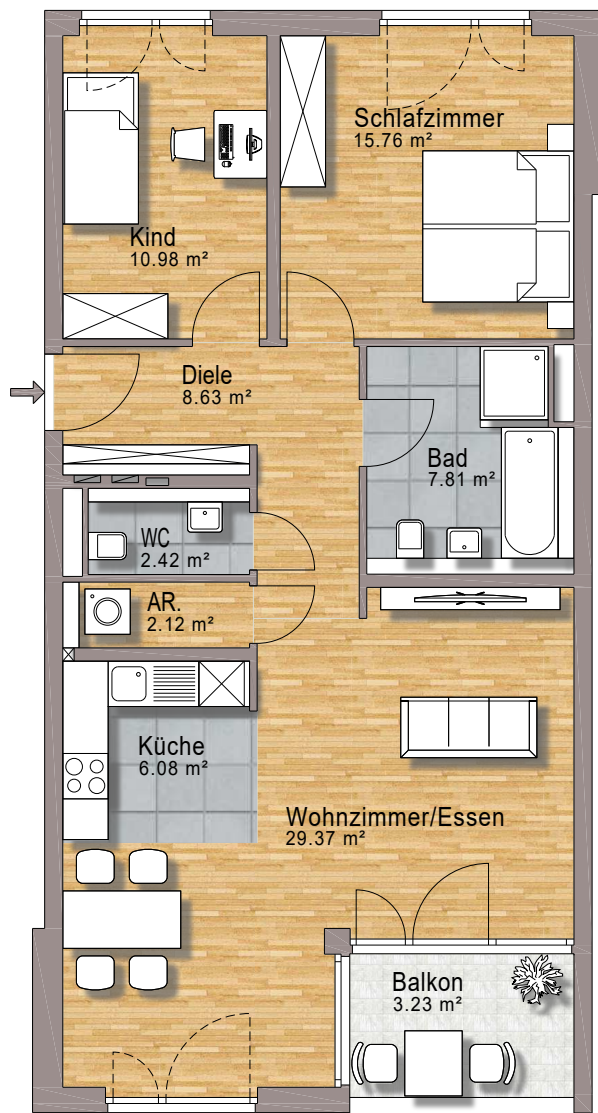 Schlafzimmer
15.76 m²
Kind
10.98 m²
Diele
8.63 m²
Bad
7.81 m²
WC
2.42 m²
AR.
2.12 m²
Küche
6.08 m²
Wohnzimmer/Essen
29.37 m²
Balkon
3.23 m²